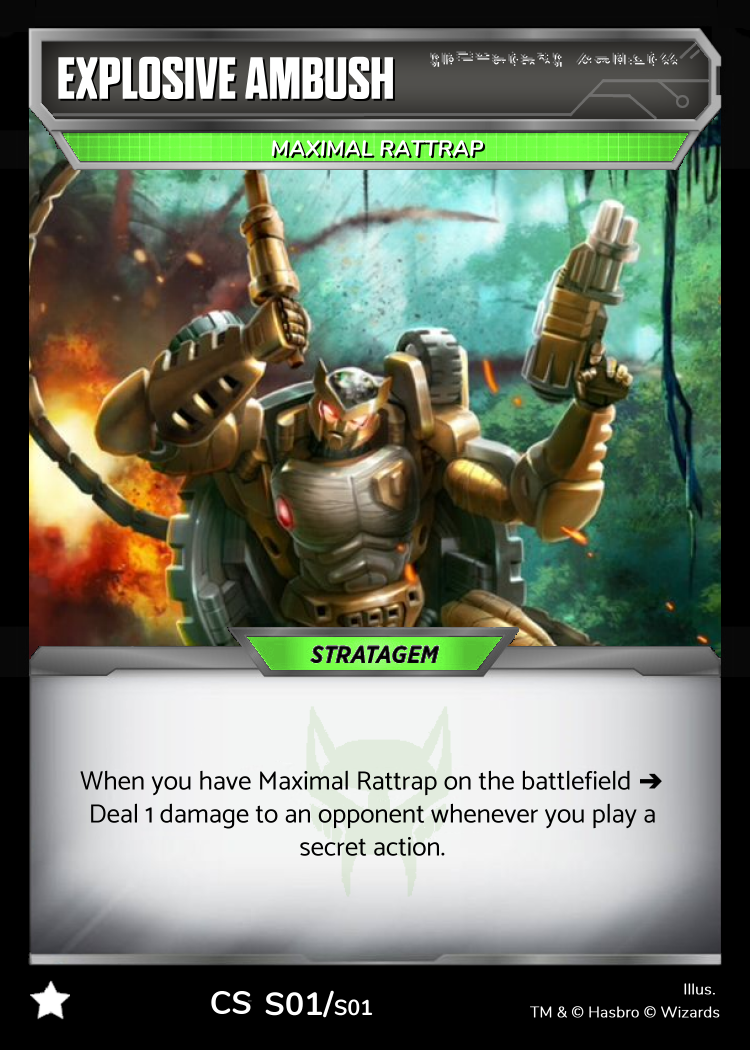 EXPLOSIVE AMBUSH
MAXIMAL RATTRAP
STRATAGEM
When you have Maximal Rattrap on the battlefield ➔
Deal 1 damage to an opponent whenever you play a
secret action.
CS S01/S01
Illus.
TM & © Hasbro © Wizards